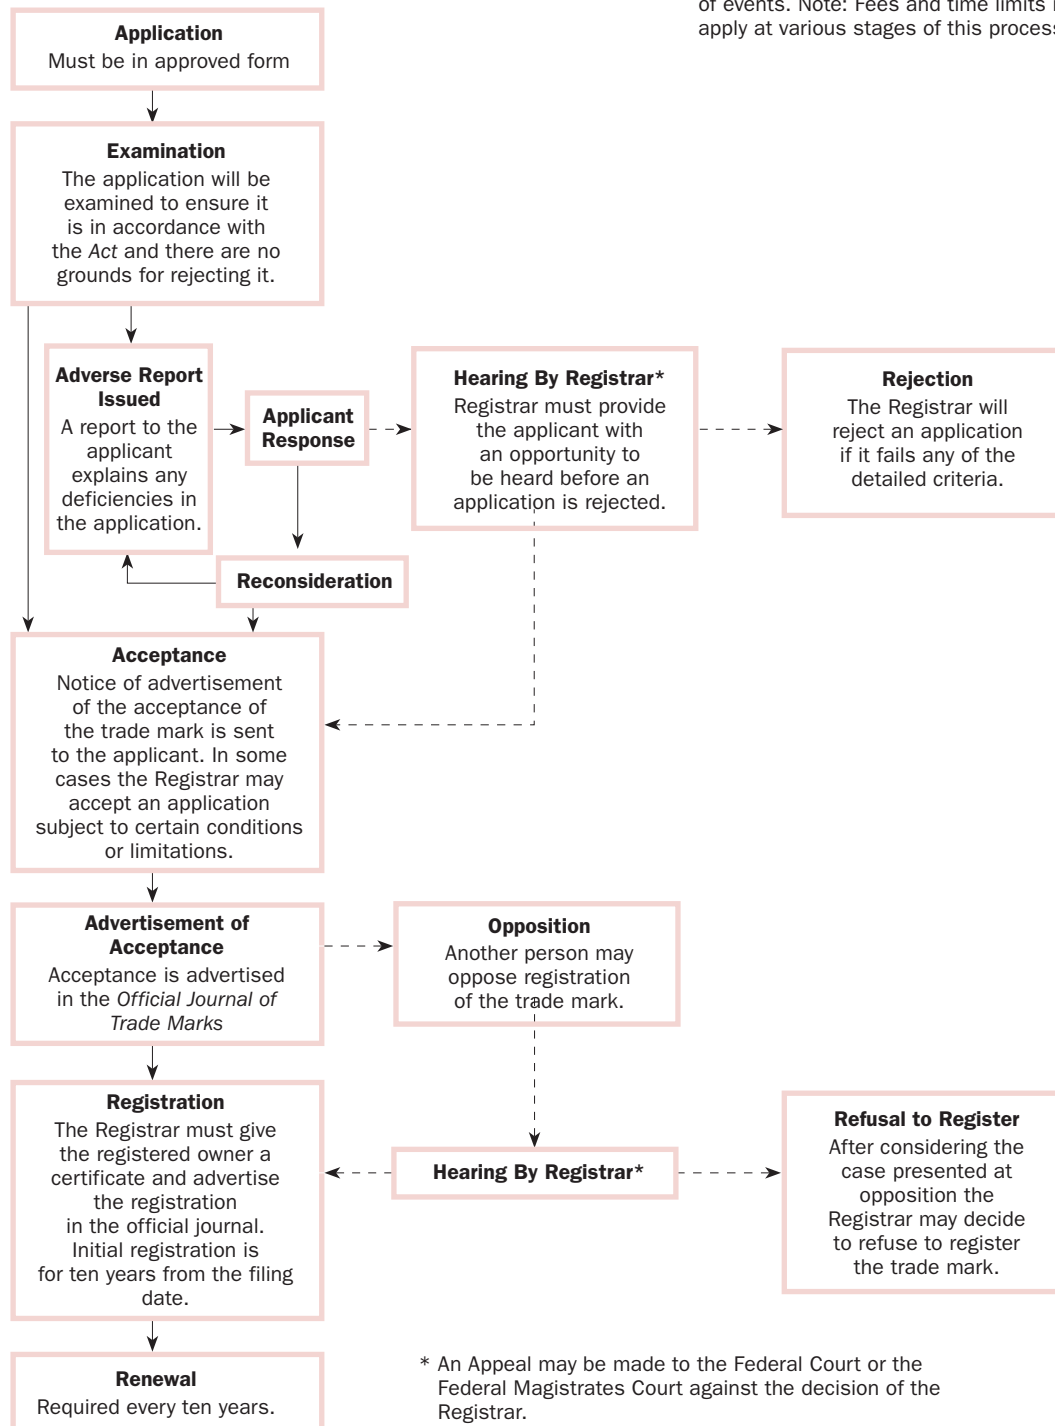 of events. Note: Fees and time limits
apply at various stages of this process
Application
Must be in approved form
Examination
The application will be
examined to ensure it
is in accordance with
the Act and there are no
grounds for rejecting it.
Adverse Report
Issued
A report to the
applicant
explains any
deficiencies in
the application.
Applicant
Response
Hearing By Registrar*
Registrar must provide
the applicant with
an opportunity to
be heard before an
application is rejected.
Rejection
The Registrar will
reject an application
if it fails any of the
detailed criteria.
Reconsideration
Acceptance
Notice of advertisement
of the acceptance of
the trade mark is sent
to the applicant. In some
cases the Registrar may
accept an application
subject to certain conditions
or limitations.
Advertisement of
Acceptance
Acceptance is advertised
in the Official Journal of
Trade Marks
Opposition
Another person may
oppose registration
of the trade mark.
Registration
The Registrar must give
the registered owner a
certificate and advertise
the registration
in the official journal.
Initial registration is
for ten years from the filing
date.
Hearing By Registrar*
Refusal to Register
After considering the
case presented at
opposition the
Registrar may decide
to refuse to register
the trade mark.
Renewal
Required every ten years.
* An Appeal may be made to the Federal Court or the
Federal Magistrates Court against the decision of the
Registrar.